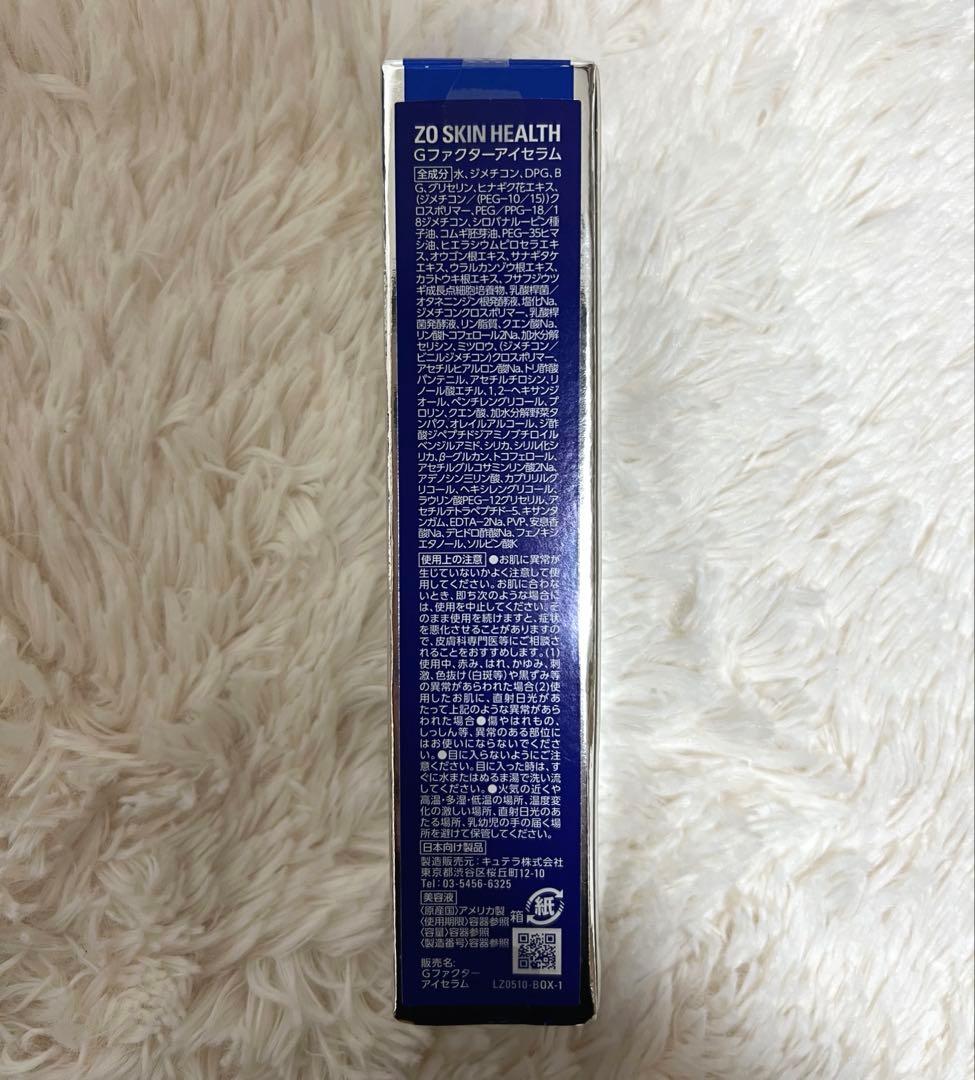 ZO SKIN HEALTH
Gファクターアイセラム
全成分 水、ジメチコン、DPG、B
G、グリセリン、ヒナギク花エキス、
(ジメチコン/(PEG-10/15))ク
ロスポリマー、PEG/PPG-18/1
8ジメチコン、シロバナルーピン種
子油、コムギ胚芽油、PEG-35ヒマ
シ油、ヒエラシウムピロセラエキ
ス、オウゴン根エキス、サナギタケ
エキス、ウラルカンゾウ根エキス、
カラトウキ根エキス、フサフジウツ
ギ成長点細胞培養物、乳酸桿菌/
オタネニンジン根発酵液、塩化Na、
ジメチコンクロスポリマー、乳酸桿
菌発酵液、リン脂質、クエン酸Na、
リン酸トコフェロール2Na、加水分解
セリシン、ミツロウ、(ジメチコン/
ビニルジメチコン)クロスポリマー、
アセチルヒアルロン酸Na、トリ酢酸
パンテニル、アセチルチロシン、リ
ノール酸エチル、1,2-ヘキサンジ
オール、ペンチレングリコール、プ
ロリン、クエン酸、加水分解野菜タ
ンパク、オレイルアルコール、ジ酢
酸ジペプチドジアミノブチロイル
ベンジルアミド、シリカ、シリル化シ
リカ、β-グルカン、トコフェロール、
アセチルグルコサミンリン酸2Na、
アデノシン三リン酸、カプリリルグ
リコール、ヘキシレングリコール、
ラウリン酸PEG-12グリセリル、ア
セチルテトラペプチド-5、キサンタ
ンガム、EDTA-2Na、PVP、安息香
酸Na、デヒドロ酢酸Na、フェノキシ
エタノール、ソルビン酸K
使用上の注意 ●お肌に異常が
生じていないかよく注意して使
用してください。お肌に合わな
いとき、即ち次のような場合に
は、使用を中止してください。そ
のまま使用を続けますと、症状
を悪化させることがありますの
で、皮膚科専門医等にご相談さ
れることをおすすめします。(1)
使用中、赤み、はれ、かゆみ、刺
激、色抜け(白斑等)や黒ずみ等
の異常があらわれた場合(2)使
用したお肌に、直射日光があ
たって上記のような異常があら
われた場合●傷やはれもの、
しっしん等、異常のある部位に
はお使いにならないでくださ
い。●目に入らないようにご注
意ください。目に入った時は、す
ぐに水またはぬるま湯で洗い流
してください。●火気の近くや
高温・多湿・低温の場所、温度変
化の激しい場所、直射日光のあ
たる場所、乳幼児の手の届く場
所を避けて保管してください。
日本向け製品
製造販売元：キュテラ株式会社
東京都渋谷区桜丘町12-10
Tel：03-5456-6325
美容液
〈原産国〉アメリカ製
〈使用期限〉容器参照
〈容量〉容器参照
〈製造番号〉容器参照
箱 紙
販売名：
Gファクター
アイセラム
LZ0510-BOX-1